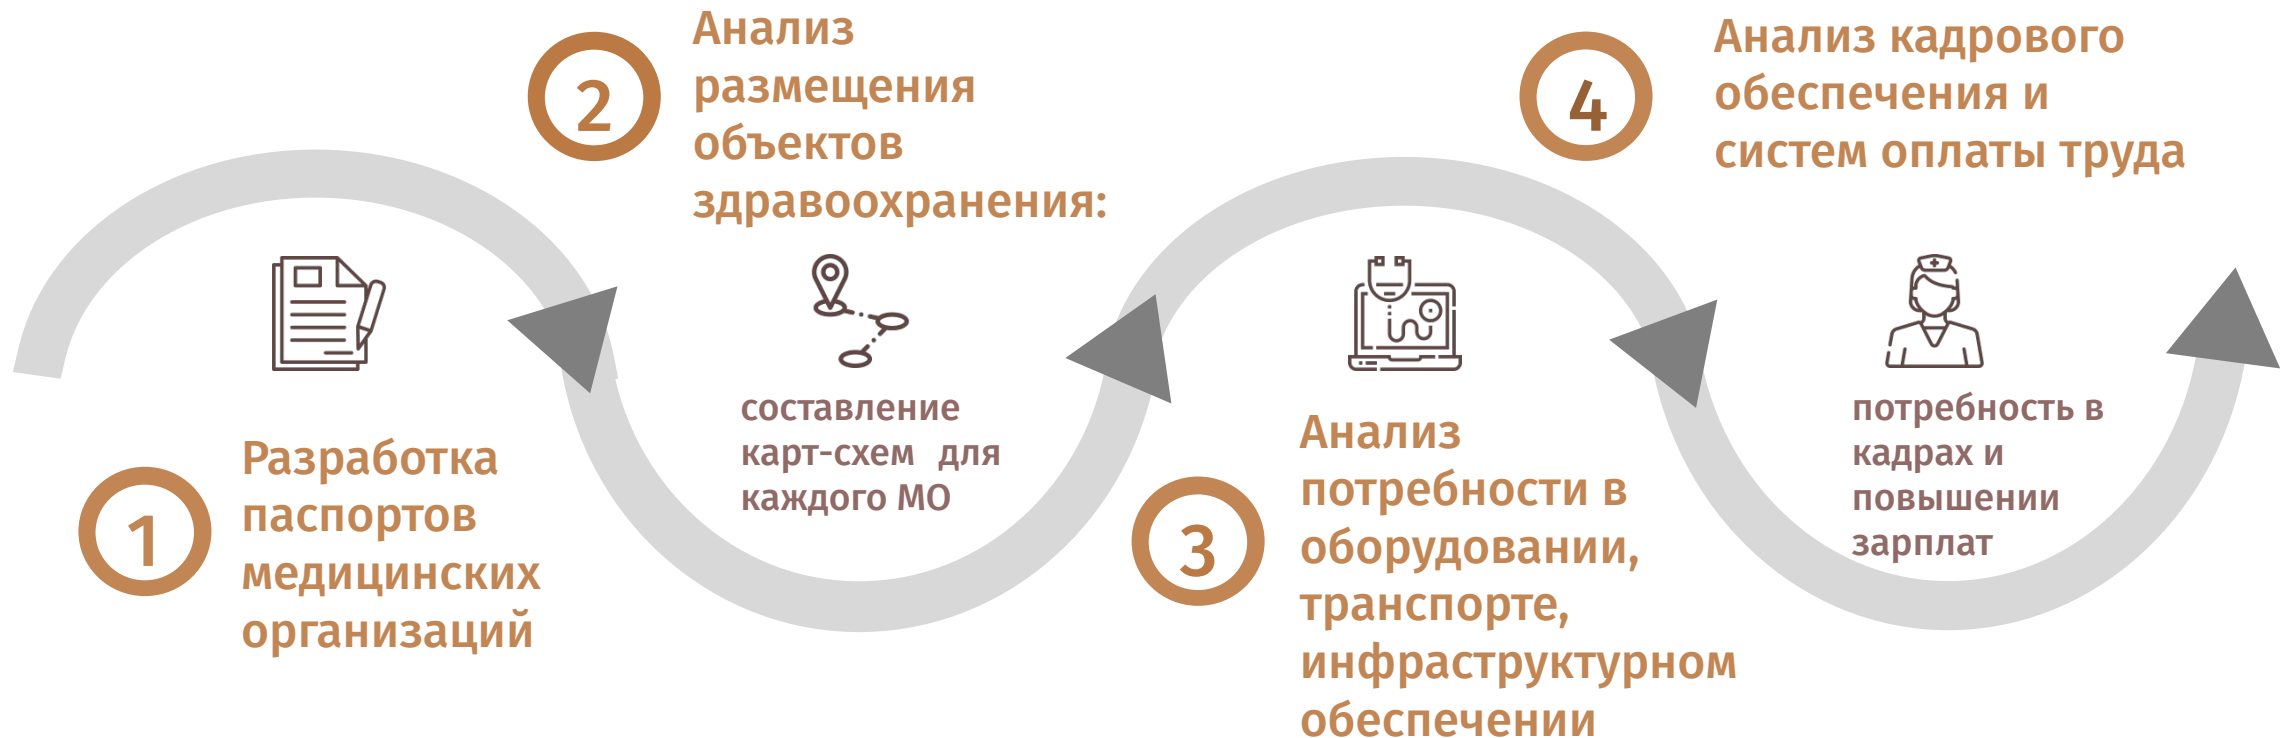 1
Разработка
паспортов
медицинских
организаций
2
Анализ
размещения
объектов
здравоохранения:
составление
карт-схем для
каждого МО
3
Анализ
потребности в
оборудовании,
транспорте,
инфраструктурном
обеспечении
4
Анализ кадрового
обеспечения и
систем оплаты труда
потребность в
кадрах и
повышении
зарплат